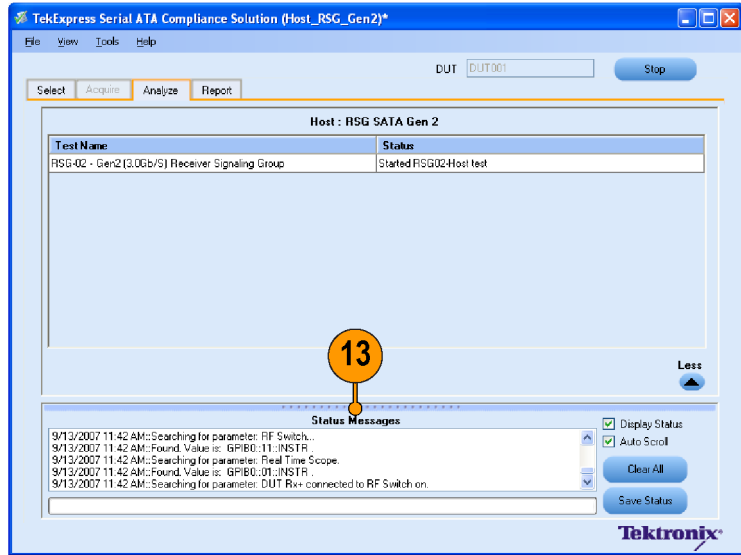 TekExpress Serial ATA Compliance Solution (Host_RSG_Gen2)*
File View Tools Help
DUT DUT001 Stop
Select Acquire Analyze Report
Host : RSG SATA Gen 2
Test Name Status
RSG-02 - Gen2 (3.0Gb/S) Receiver Signaling Group Started RSG02-Host test
13
Less
Status Messages
9/13/2007 11:42 AM::Searching for parameter: RF Switch...
9/13/2007 11:42 AM::Found. Value is: GPIB0::11::INSTR .
9/13/2007 11:42 AM::Searching for parameter: Real Time Scope.
9/13/2007 11:42 AM::Found. Value is: GPIB0::01::INSTR .
9/13/2007 11:42 AM::Searching for parameter: DUT Rx+ connected to RF Switch on.
Display Status
Auto Scroll
Clear All
Save Status
Tektronix